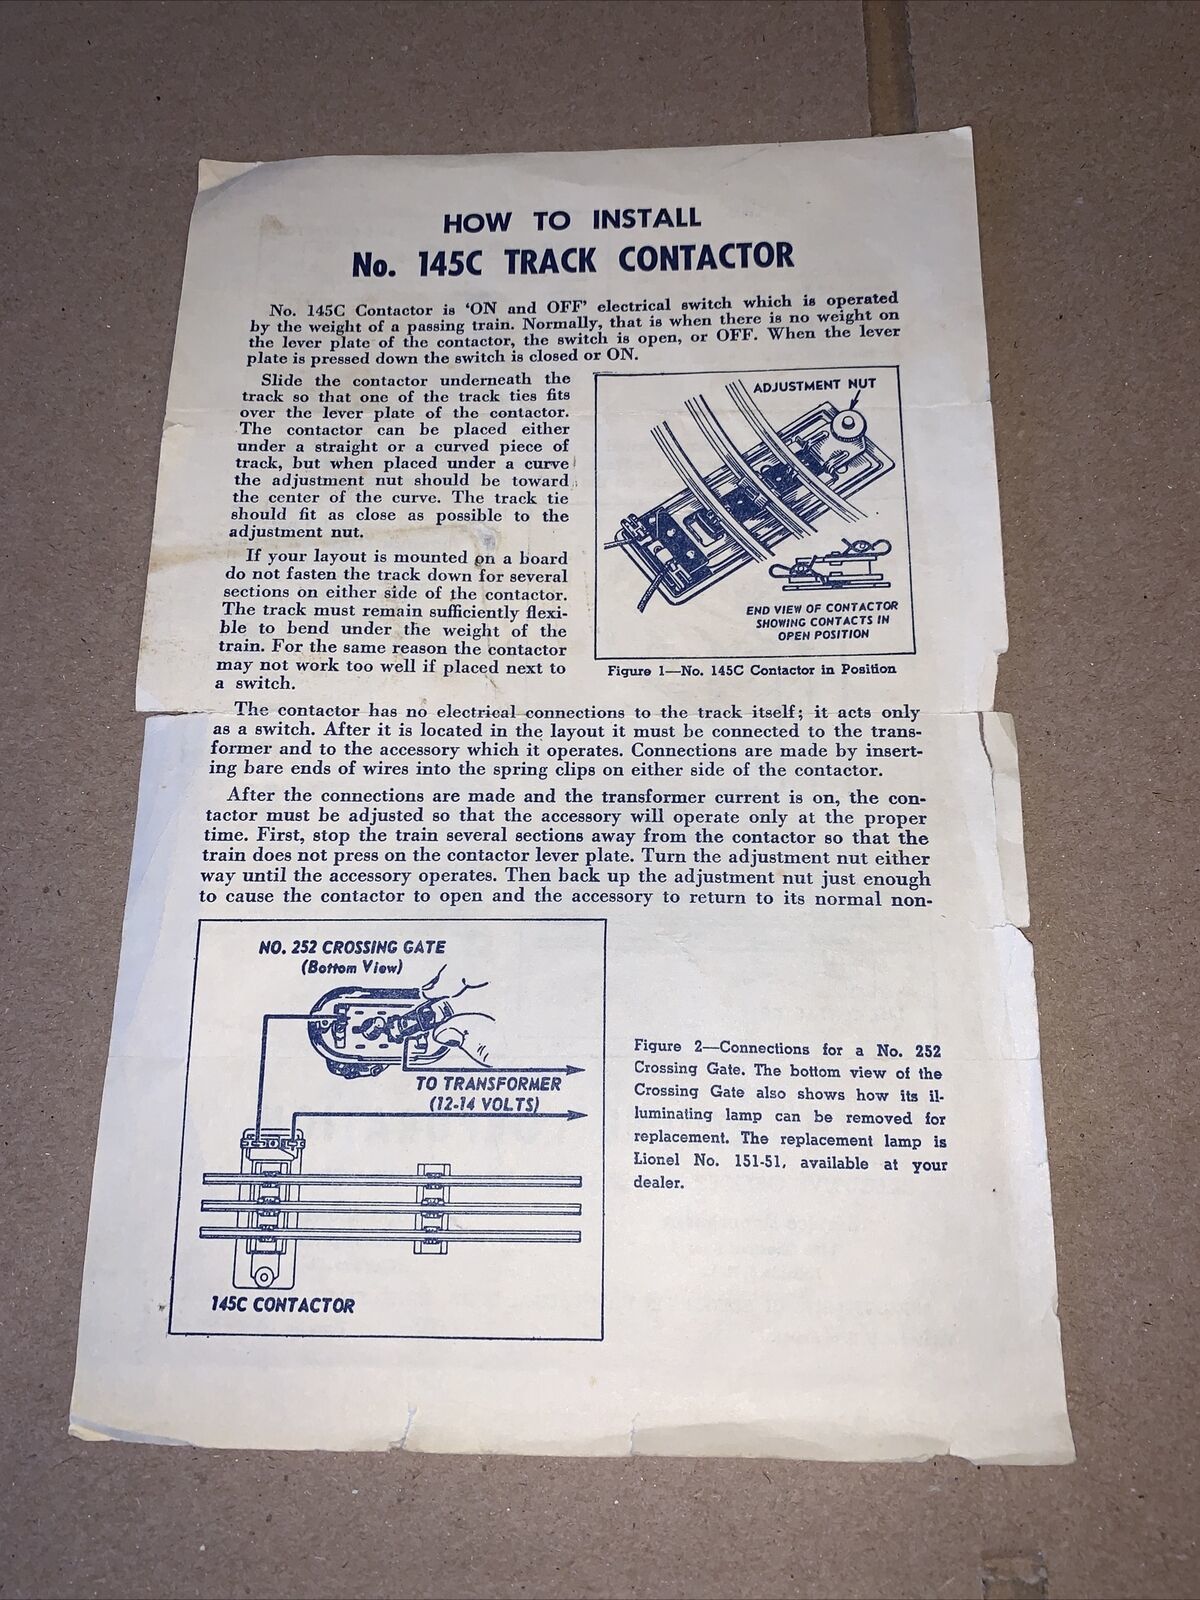 HOW TO INSTALL
No. 145C TRACK CONTACTOR
No. 145C Contactor is ‘ON and OFF’ electrical switch which is operated
by the weight of a passing train. Normally, that is when there is no weight on
the lever plate of the contactor, the switch is open, or OFF. When the lever
plate is pressed down the switch is closed or ON.
Slide the contactor underneath the
track so that one of the track ties fits
over the lever plate of the contactor.
The contactor can be placed either
under a straight or a curved piece of
track, but when placed under a curve
the adjustment nut should be toward
the center of the curve. The track tie
should fit as close as possible to the
adjustment nut.
If your layout is mounted on a board
do not fasten the track down for several
sections on either side of the contactor.
The track must remain sufficiently flexi-
ble to bend under the weight of the
train. For the same reason the contactor
may not work too well if placed next to
a switch.
ADJUSTMENT NUT
END VIEW OF CONTACTOR
SHOWING CONTACTS IN
OPEN POSITION
Figure 1—No. 145C Contactor in Position
The contactor has no electrical connections to the track itself; it acts only
as a switch. After it is located in the layout it must be connected to the trans-
former and to the accessory which it operates. Connections are made by insert-
ing bare ends of wires into the spring clips on either side of the contactor.
After the connections are made and the transformer current is on, the con-
tactor must be adjusted so that the accessory will operate only at the proper
time. First, stop the train several sections away from the contactor so that the
train does not press on the contactor lever plate. Turn the adjustment nut either
way until the accessory operates. Then back up the adjustment nut just enough
to cause the contactor to open and the accessory to return to its normal non-
NO. 252 CROSSING GATE
(Bottom View)
TO TRANSFORMER
(12-14 VOLTS)
145C CONTACTOR
Figure 2—Connections for a No. 252
Crossing Gate. The bottom view of the
Crossing Gate also shows how its il-
luminating lamp can be removed for
replacement. The replacement lamp is
Lionel No. 151-51, available at your
dealer.